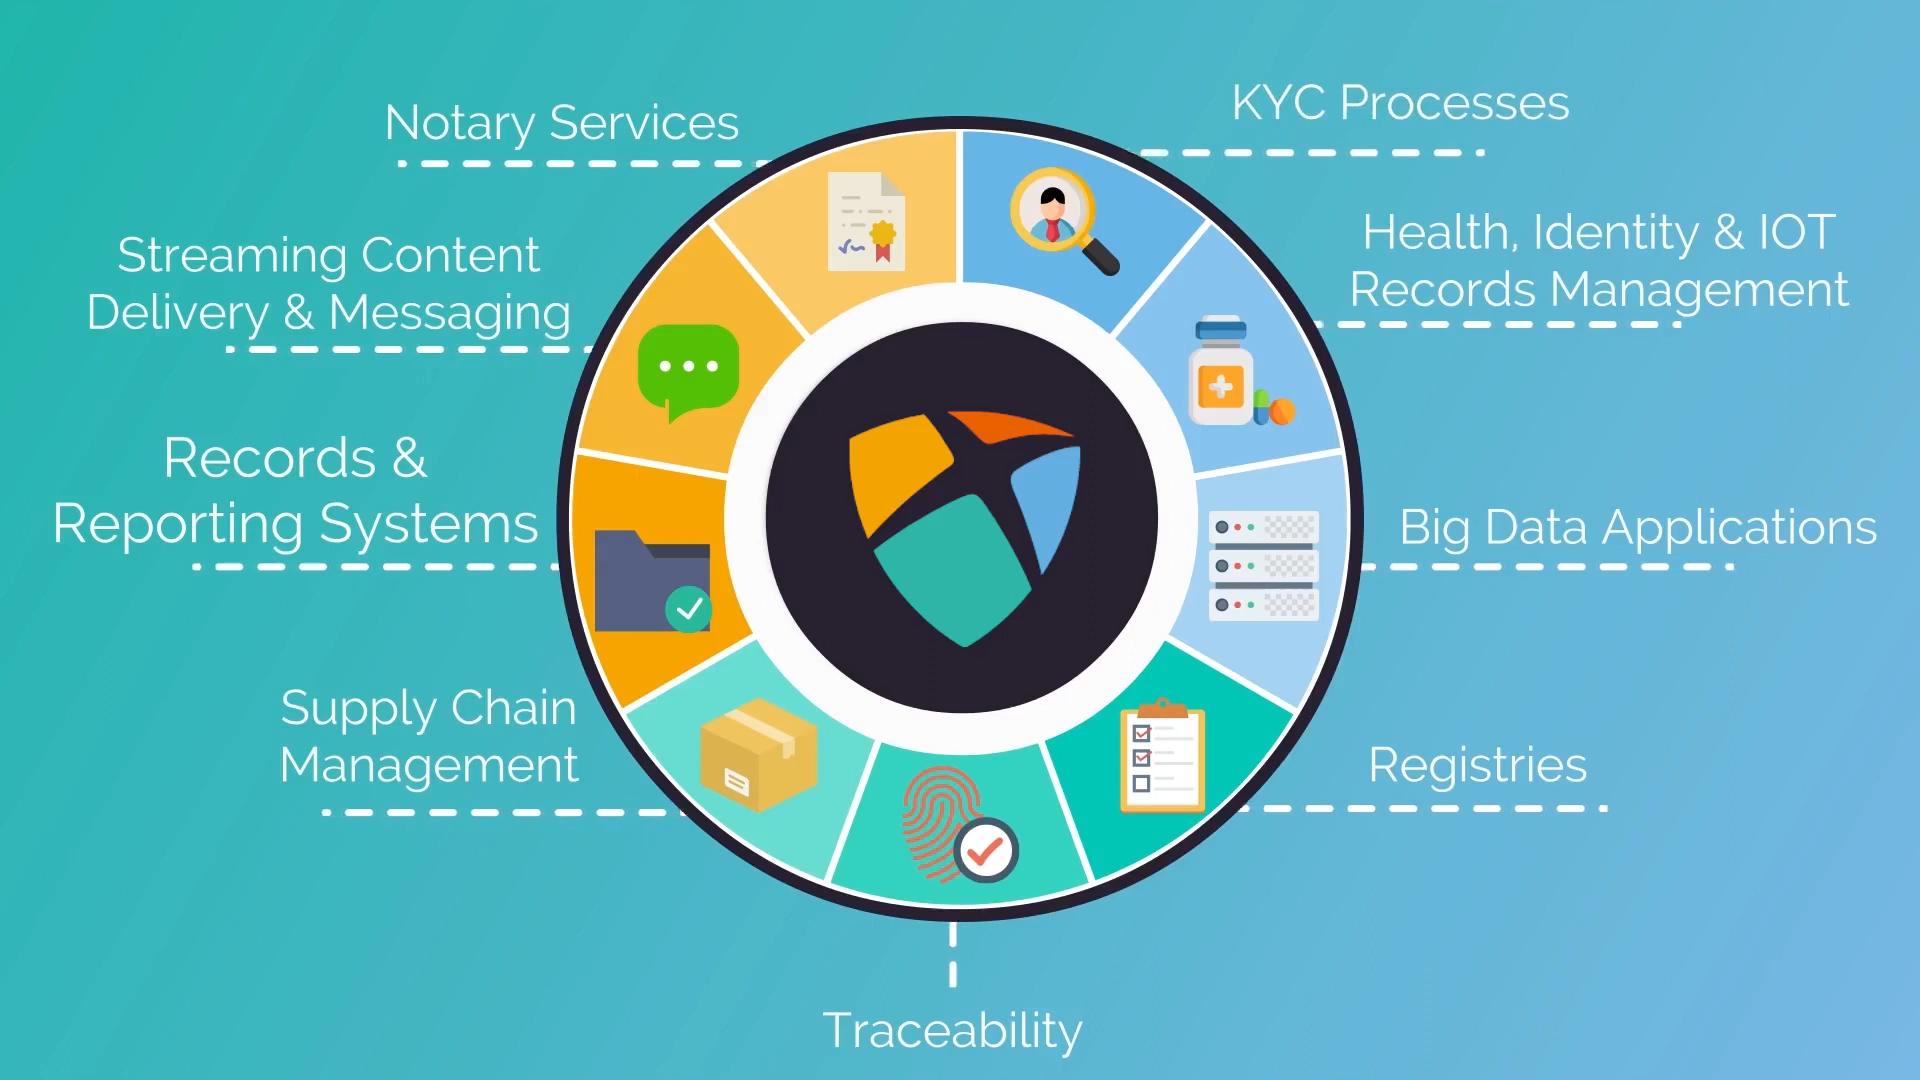 Notary Services
KYC Processes
Streaming Content
Delivery & Messaging
Health, Identity & IOT
Records Management
Records &
Reporting Systems
Big Data Applications
Supply Chain
Management
Registries
Traceability